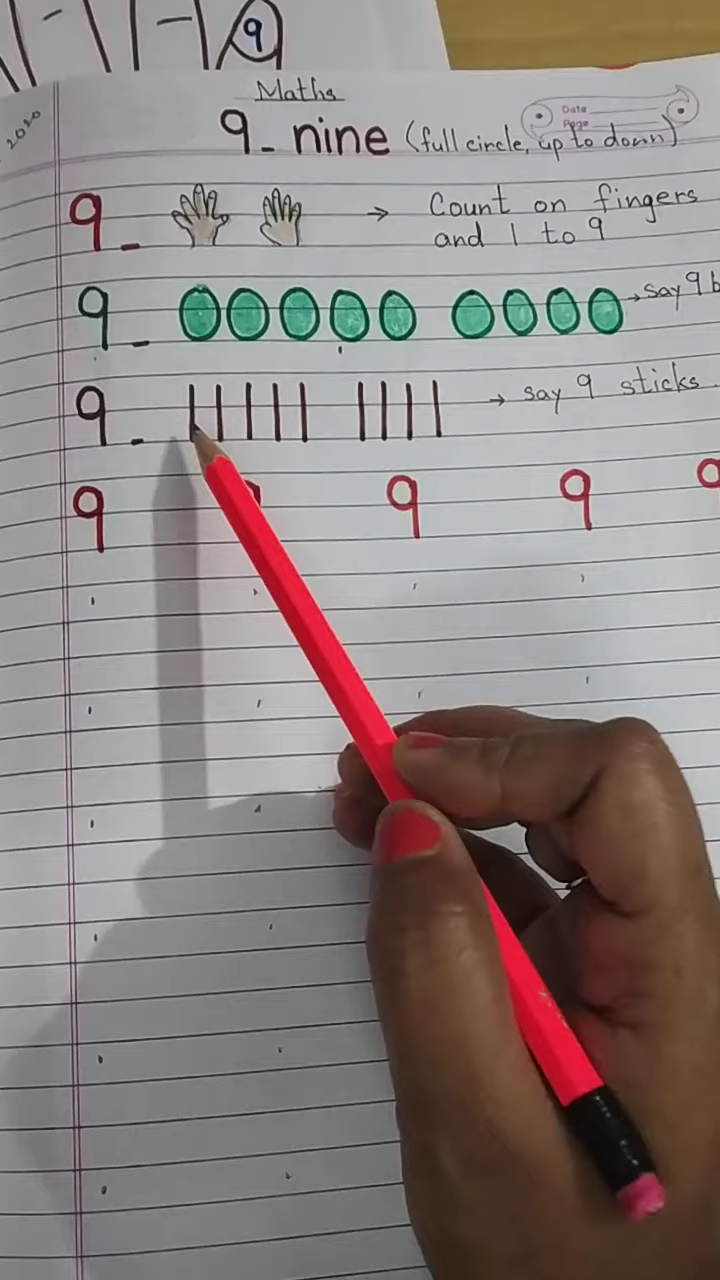 9
Maths
2020
Date
Page
9- nine (full circle, up to down)
9- → Count on fingers
and 1 to 9
9- → say 9
9- → say 9 sticks
9 9 9 9